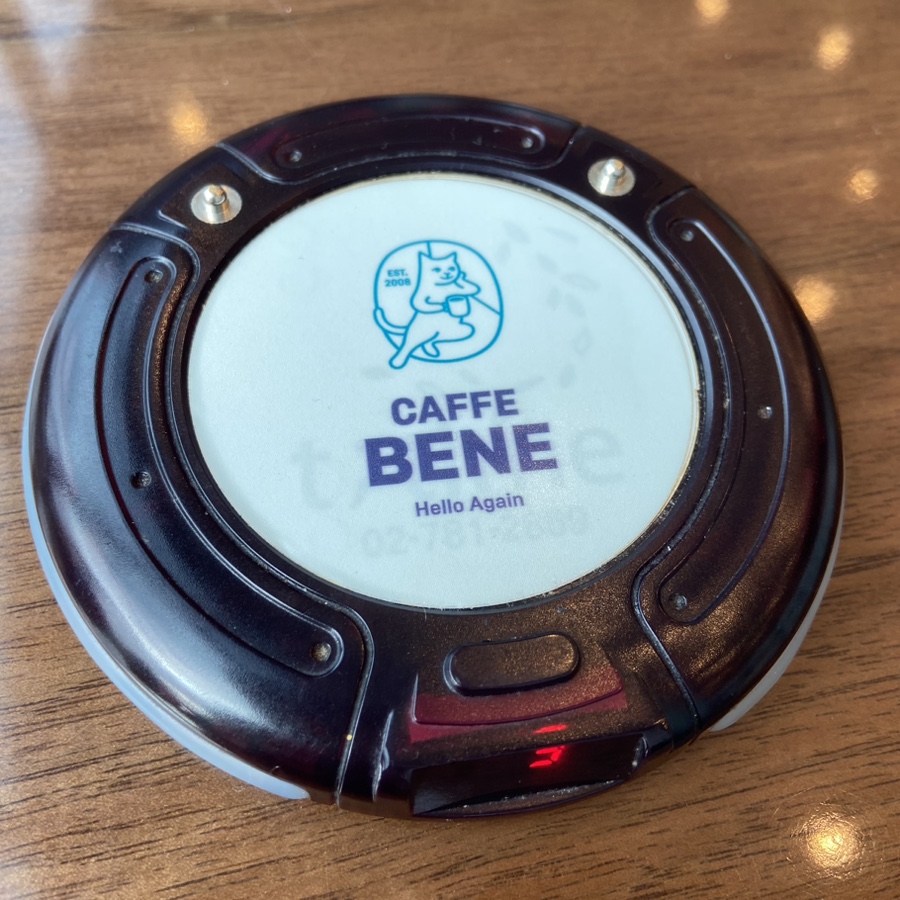 EST.
2008
CAFFE
BENE
Hello Again